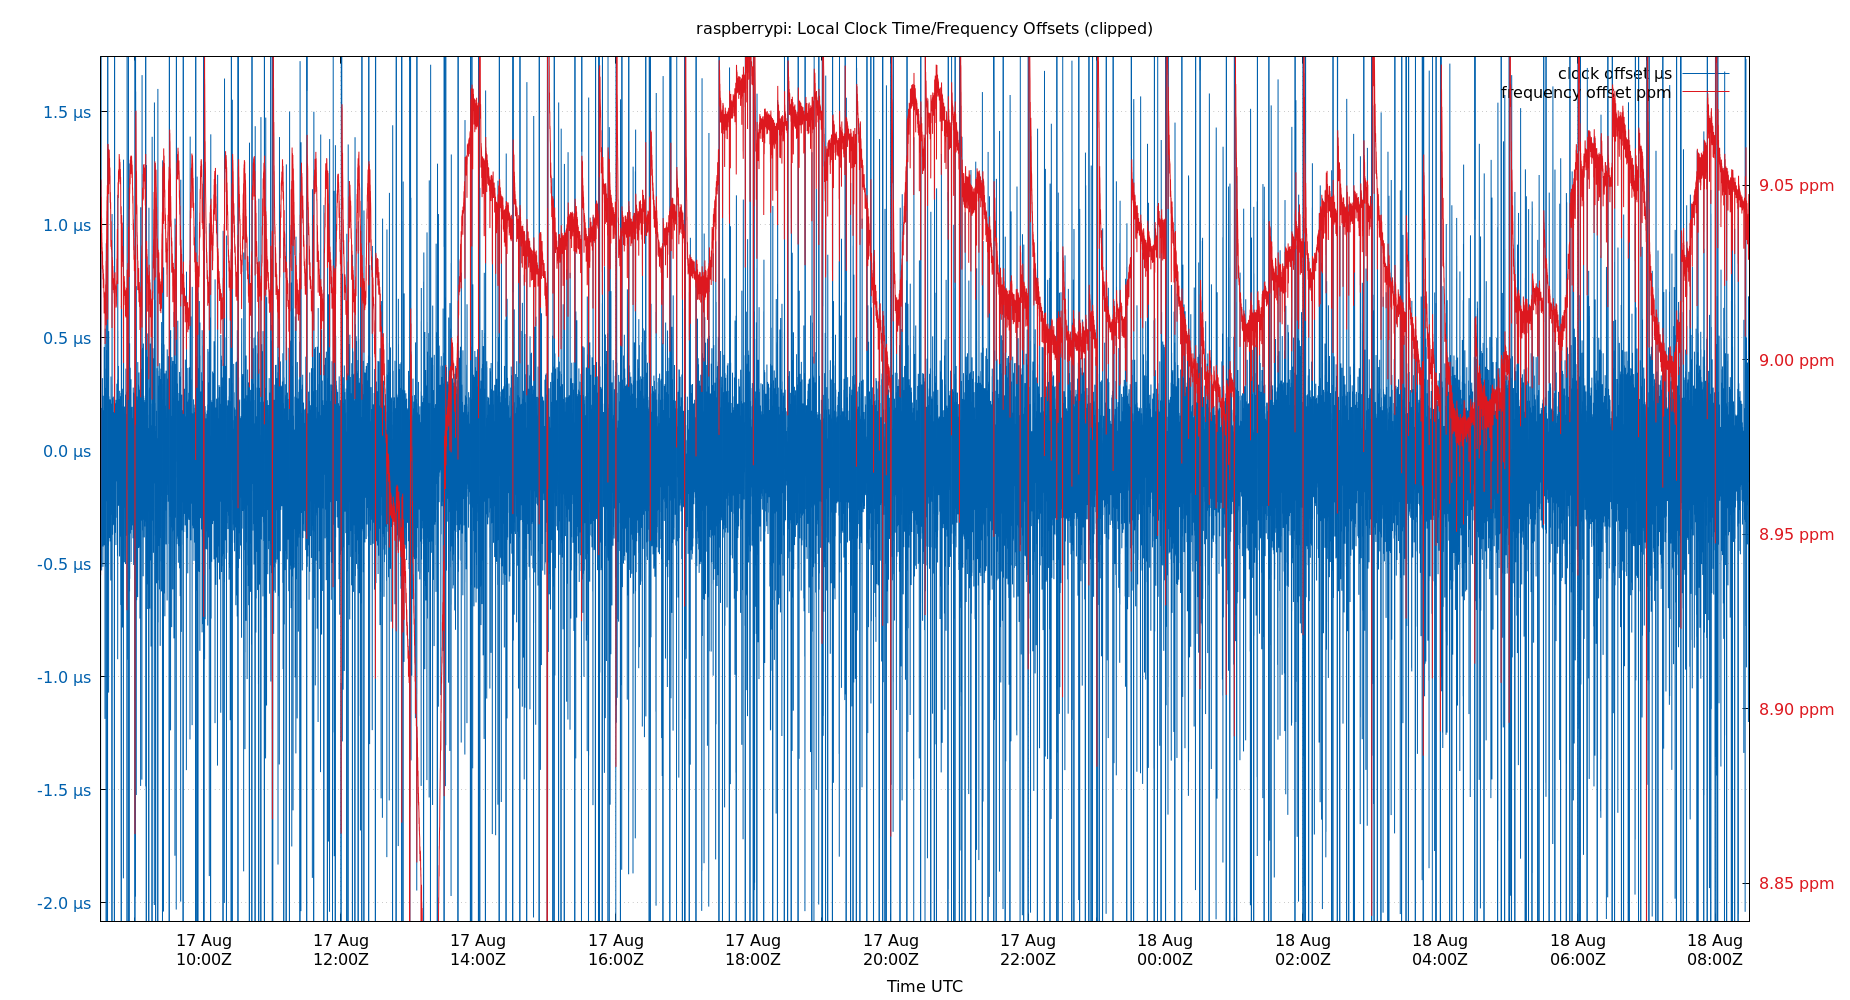 raspberrypi: Local Clock Time/Frequency Offsets (clipped)
clock offset µs
frequency offset ppm
1.5 µs
1.0 µs
0.5 µs
0.0 µs
-0.5 µs
-1.0 µs
-1.5 µs
-2.0 µs
9.05 ppm
9.00 ppm
8.95 ppm
8.90 ppm
8.85 ppm
17 Aug 17 Aug 17 Aug 17 Aug 17 Aug 17 Aug 17 Aug 18 Aug 18 Aug 18 Aug 18 Aug 18 Aug
10:00Z 12:00Z 14:00Z 16:00Z 18:00Z 20:00Z 22:00Z 00:00Z 02:00Z 04:00Z 06:00Z 08:00Z
Time UTC